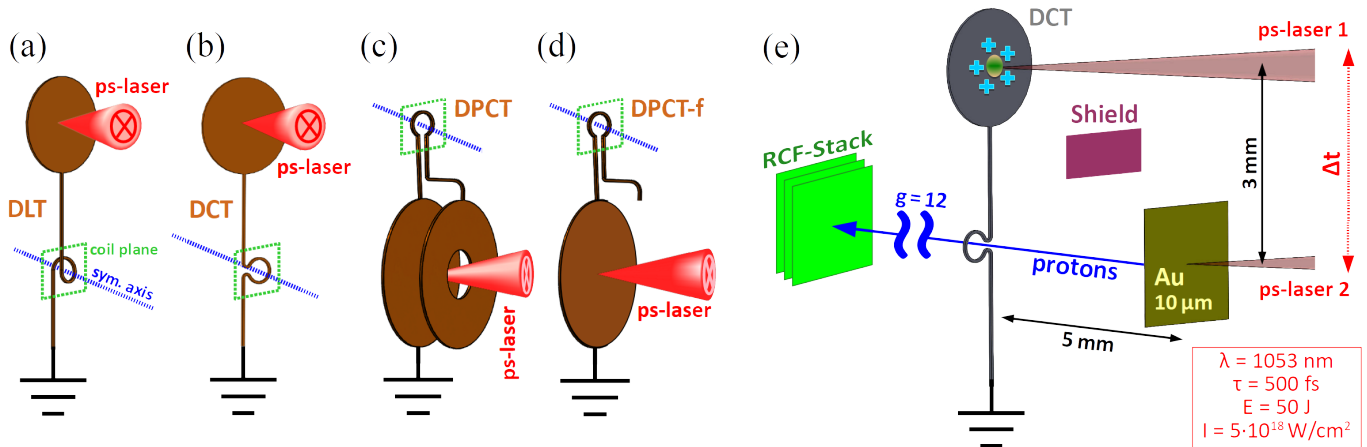 (a)
(b)
(c)
(d)
(e)
ps-laser
DLT
coil plane
sym. axis
ps-laser
DCT
DPCT
ps-laser
DPCT-f
ps-laser
DCT
ps-laser 1
Shield
3 mm
Δt
RCF-Stack
g = 12
protons
Au
10 µm
ps-laser 2
5 mm
λ = 1053 nm
τ = 500 fs
E = 50 J
I = 5·10¹⁸ W/cm²